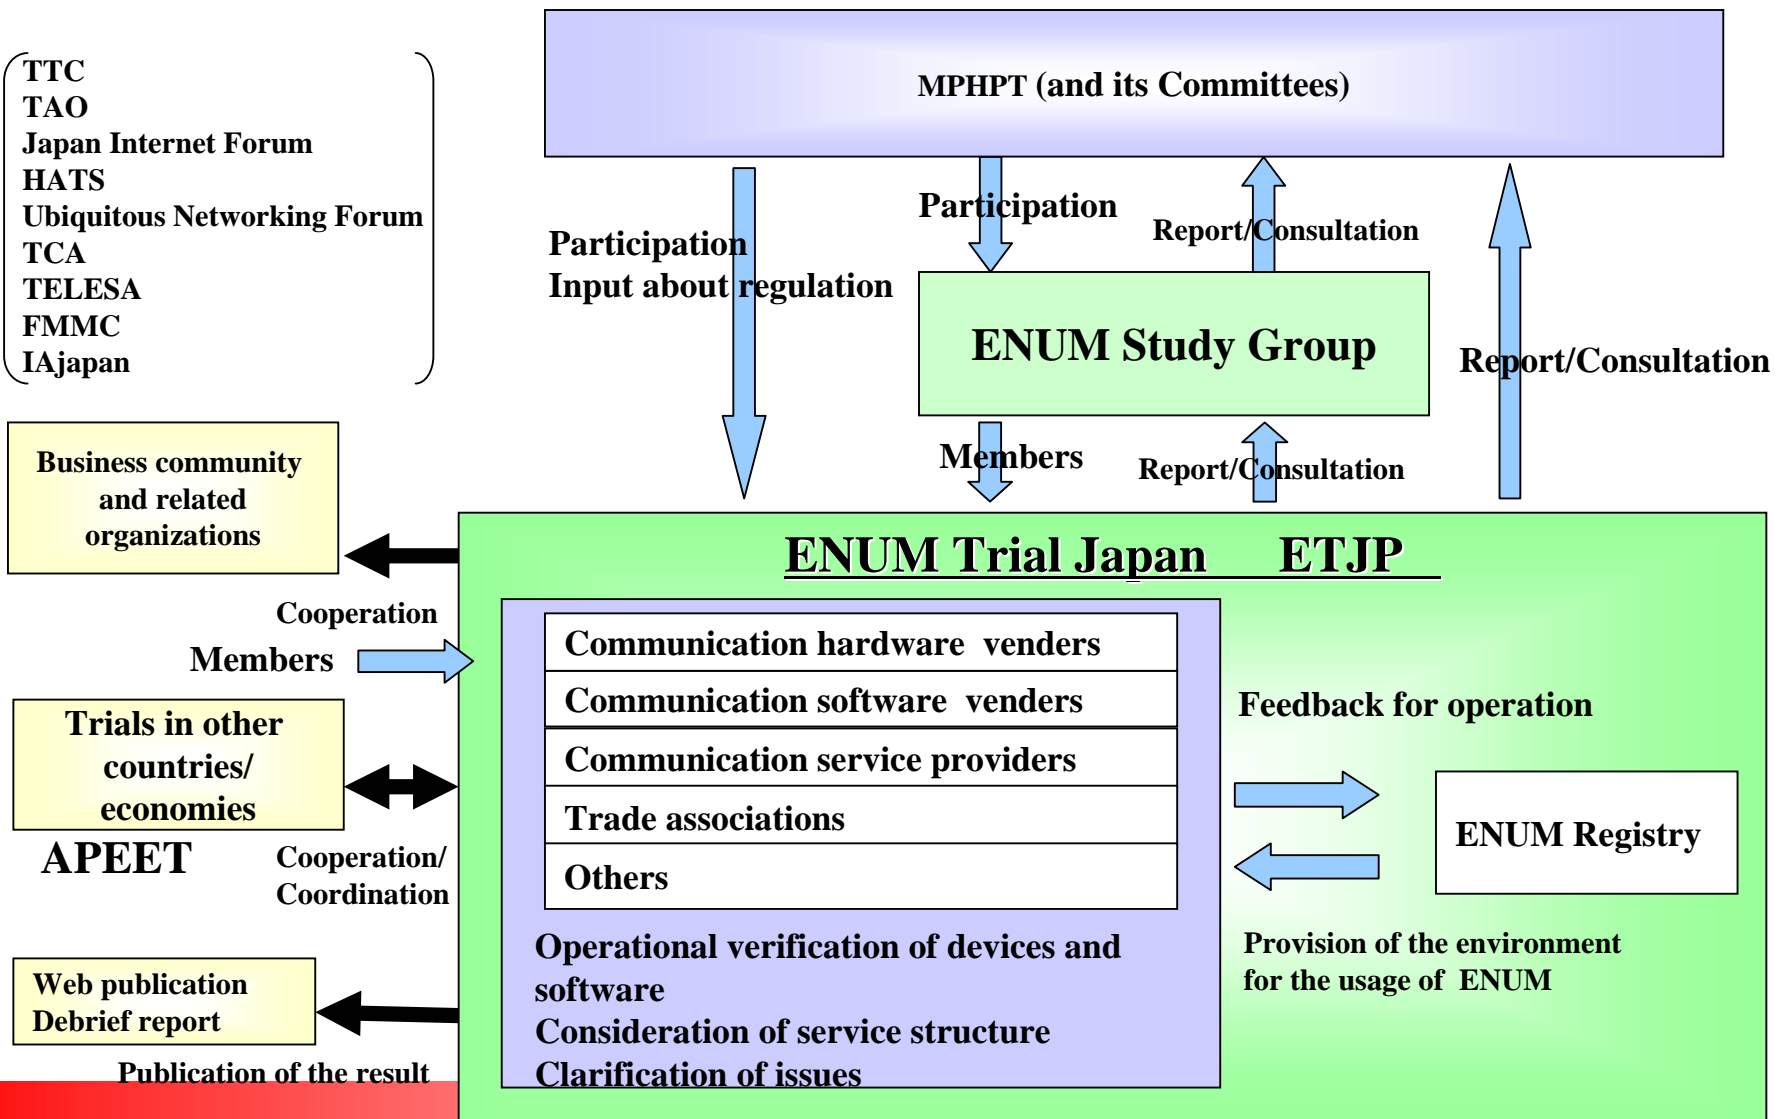 TTC
TAO
Japan Internet Forum
HATS
Ubiquitous Networking Forum
TCA
TELESA
FMMC
IAjapan
MPHPT (and its Committees)
Participation
Input about regulation
Participation
Report/Consultation
ENUM Study Group
Report/Consultation
Members
Report/Consultation
Business community
and related
organizations
Cooperation
Members
Trials in other
countries/
economies
APEET
Cooperation/
Coordination
Web publication
Debrief report
Publication of the result
ENUM Trial Japan ETJP
Communication hardware venders
Communication software venders
Communication service providers
Trade associations
Others
Operational verification of devices and
software
Consideration of service structure
Clarification of issues
Feedback for operation
ENUM Registry
Provision of the environment
for the usage of ENUM